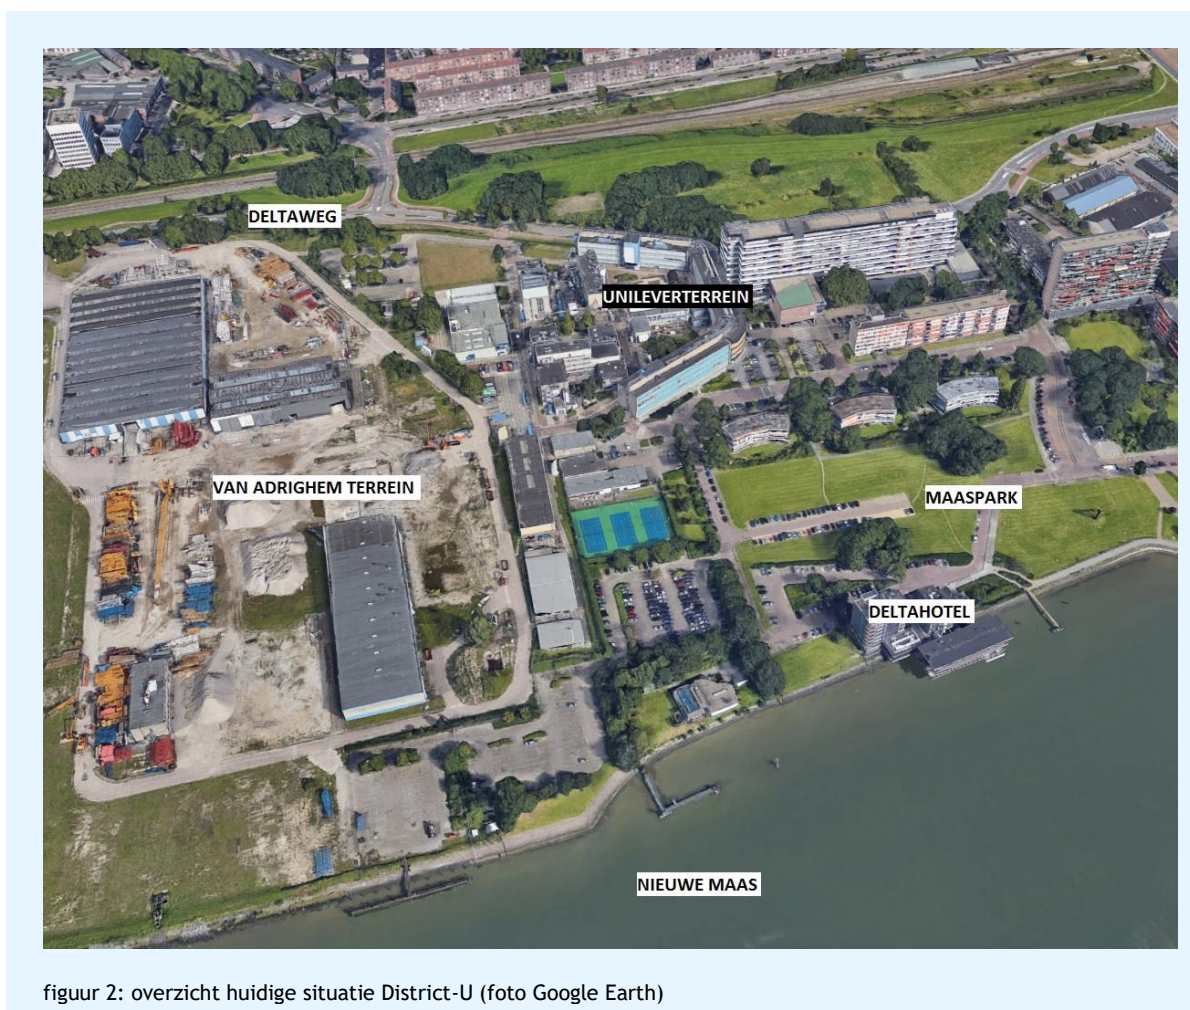 DELTAWEG
UNILEVERTERREIN
VAN ADRIGHEM TERREIN
MAASPARK
DELTAHOTEL
NIEUWE MAAS
figuur 2: overzicht huidige situatie District-U (foto Google Earth)